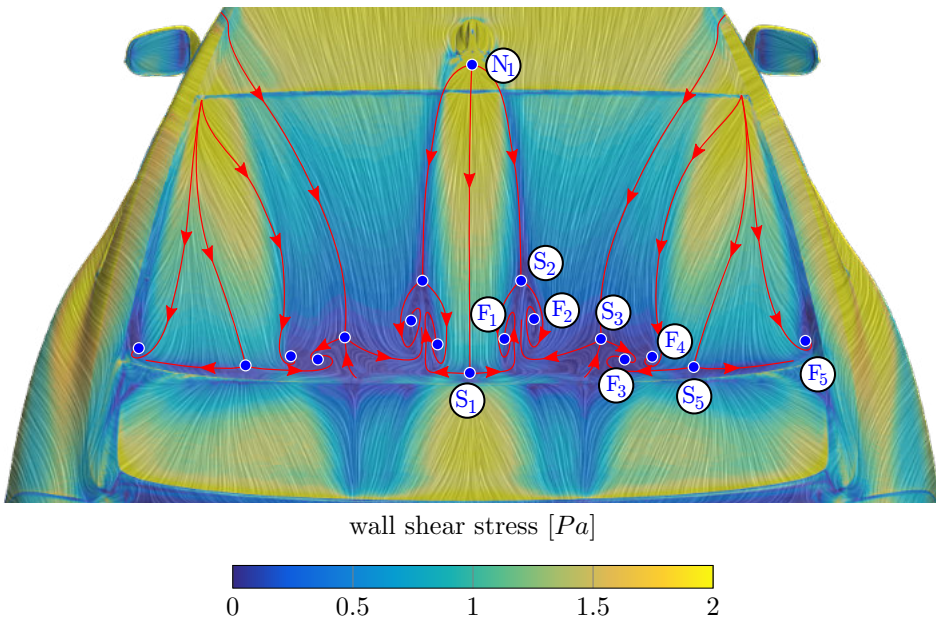 N₁
S₂
F₁
F₂
S₃
F₄
F₃
F₅
S₁
S₅
wall shear stress [Pa]
0 0.5 1 1.5 2